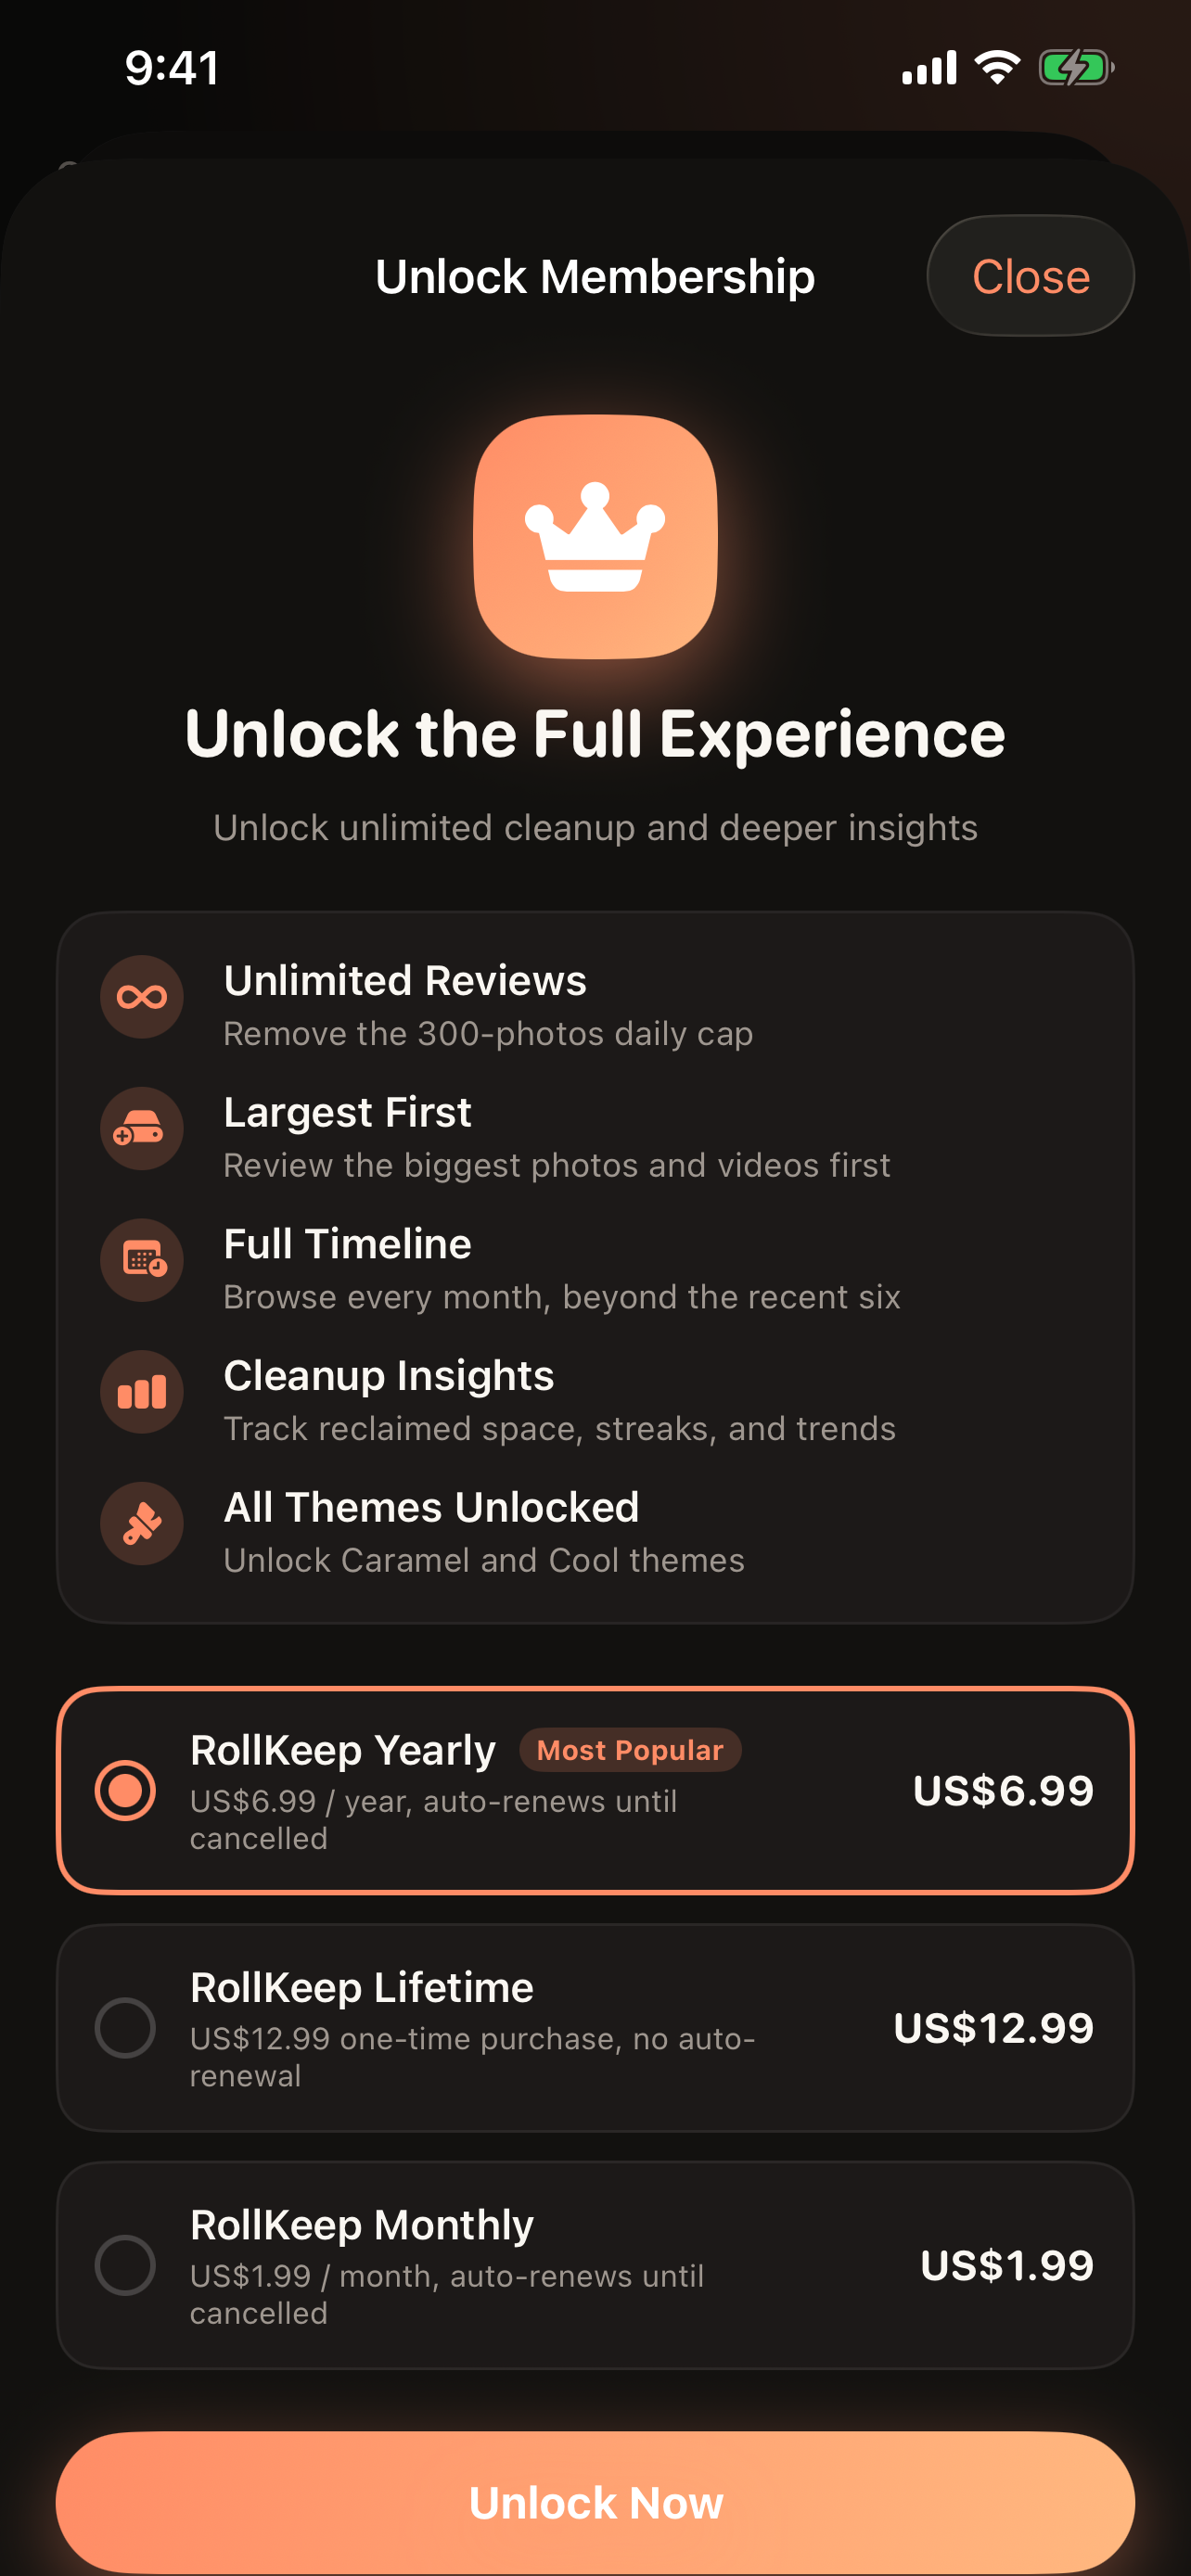 9:41
Unlock Membership
Close
Unlock the Full Experience
Unlock unlimited cleanup and deeper insights
Unlimited Reviews
Remove the 300-photos daily cap
Largest First
Review the biggest photos and videos first
Full Timeline
Browse every month, beyond the recent six
Cleanup Insights
Track reclaimed space, streaks, and trends
All Themes Unlocked
Unlock Caramel and Cool themes
RollKeep Yearly
Most Popular
US$6.99 / year, auto-renews until
cancelled
US$6.99
RollKeep Lifetime
US$12.99 one-time purchase, no auto-
renewal
US$12.99
RollKeep Monthly
US$1.99 / month, auto-renews until
cancelled
US$1.99
Unlock Now